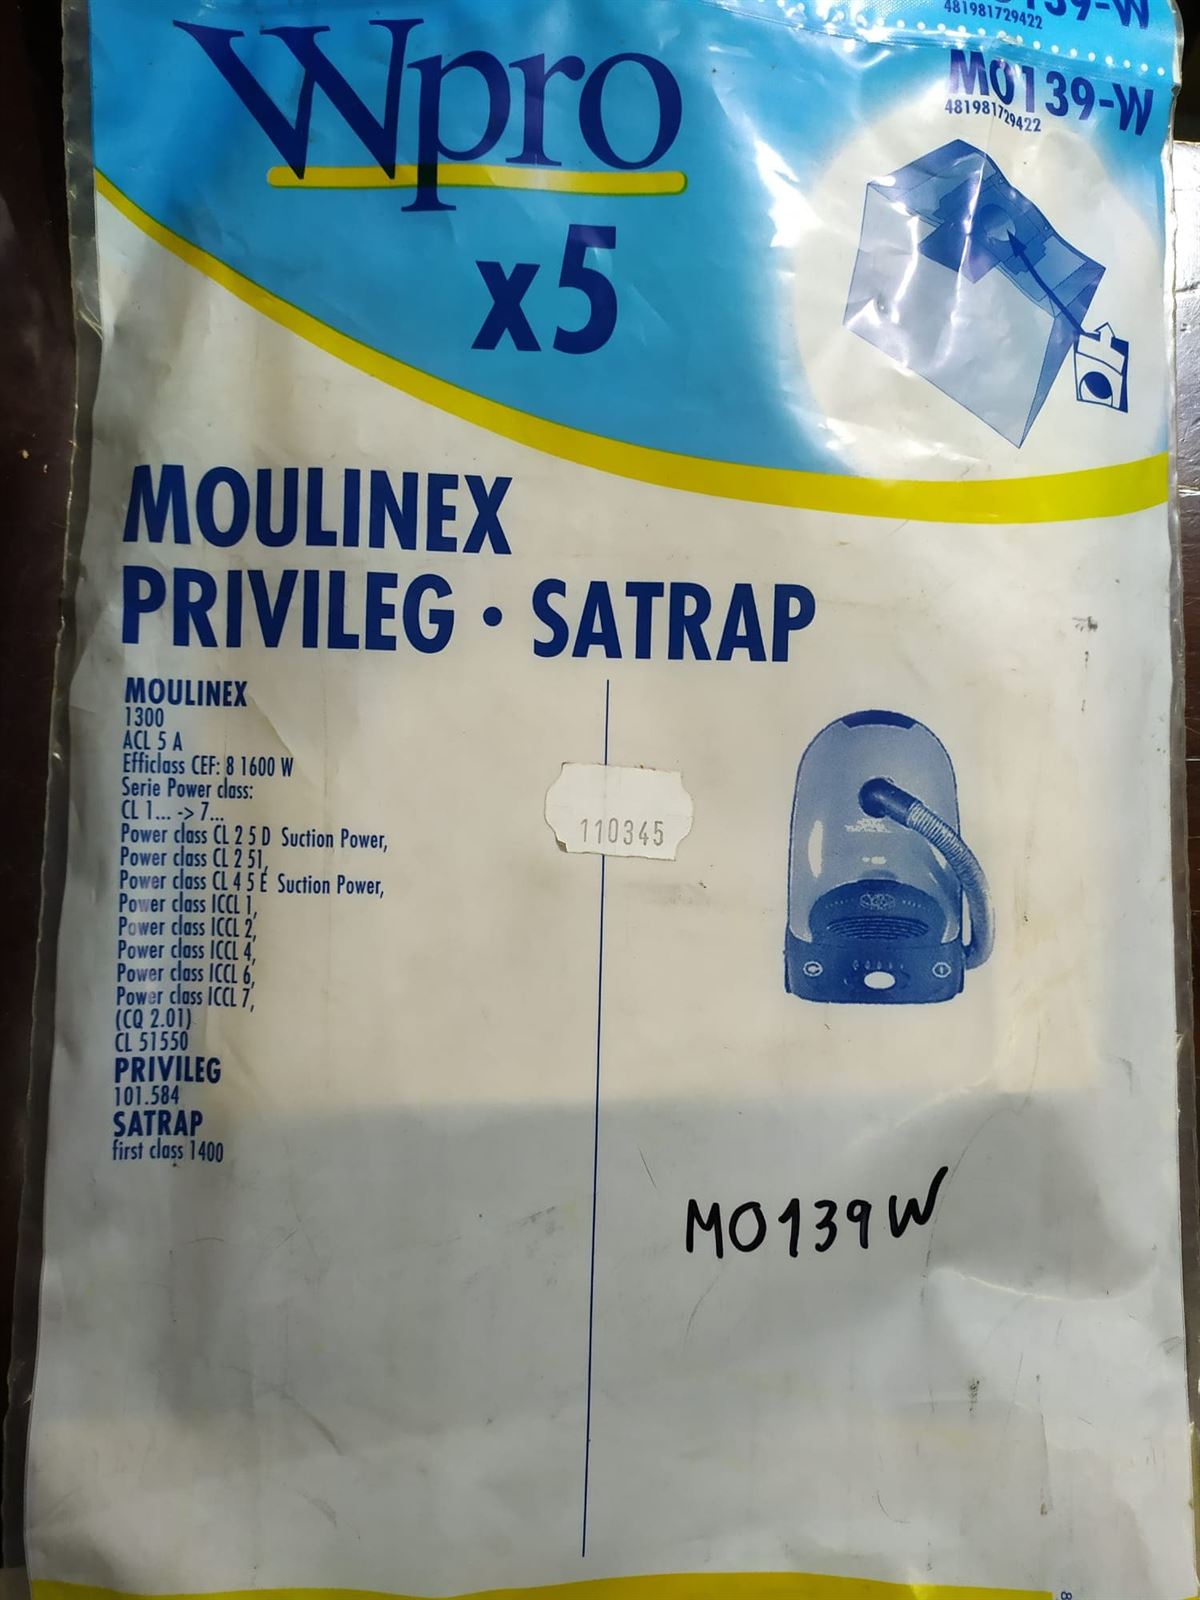 Wpro
x5
481981729422
MO139-W
481981729422
MOULINEX
PRIVILEG • SATRAP
MOULINEX
1300
ACL 5 A
Efficlass CEF: 8 1600 W
Serie Power class:
CL 1... -> 7...
Power class CL 2 5 D Suction Power,
Power class CL 2 51,
Power class CL 4 5 E Suction Power,
Power class ICCL 1,
Power class ICCL 2,
Power class ICCL 4,
Power class ICCL 6,
Power class ICCL 7,
(CQ 2.01)
CL 51550
PRIVILEG
101.584
SATRAP
first class 1400
110345
MO139W